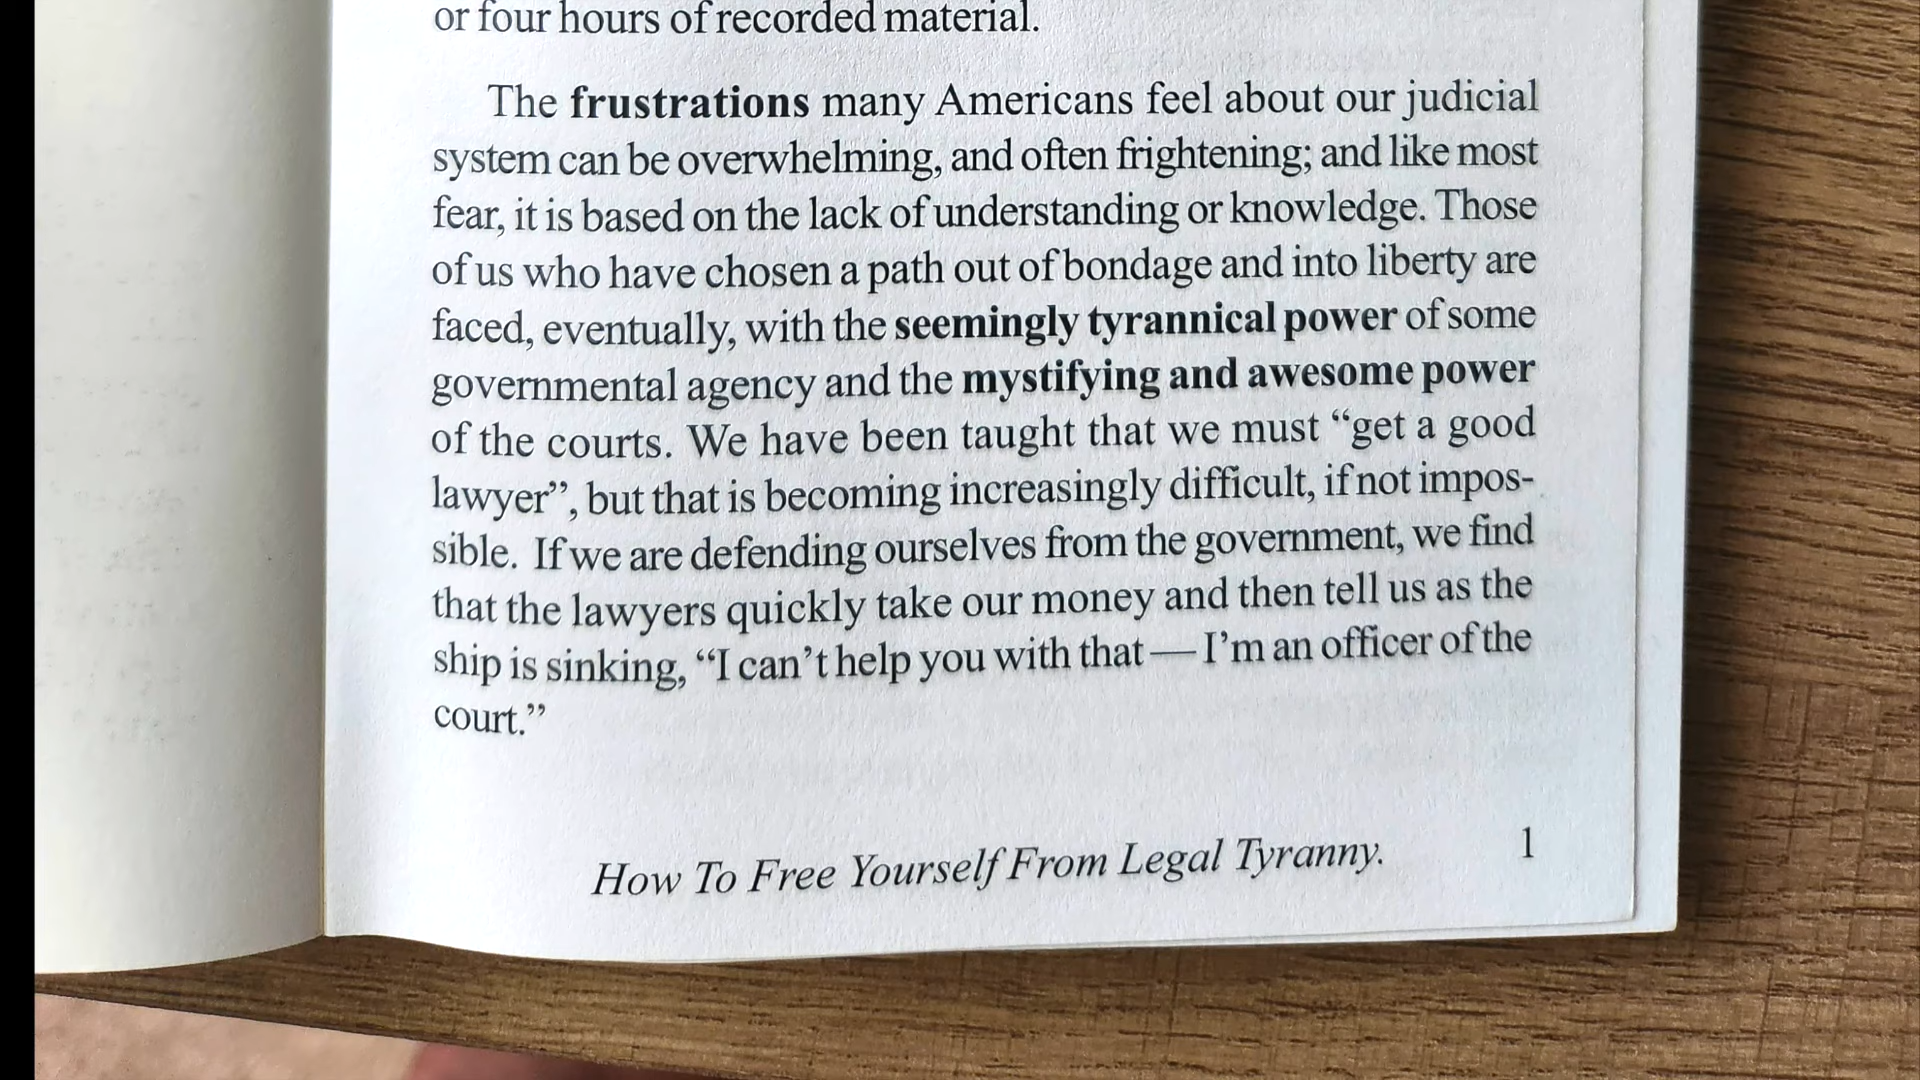 or four hours of recorded material.
The frustrations many Americans feel about our judicial
system can be overwhelming, and often frightening; and like most
fear, it is based on the lack of understanding or knowledge. Those
of us who have chosen a path out of bondage and into liberty are
faced, eventually, with the seemingly tyrannical power of some
governmental agency and the mystifying and awesome power
of the courts. We have been taught that we must “get a good
lawyer”, but that is becoming increasingly difficult, if not impos-
sible. If we are defending ourselves from the government, we find
that the lawyers quickly take our money and then tell us as the
ship is sinking, “I can’t help you with that—I’m an officer of the
court.”
How To Free Yourself From Legal Tyranny. 1